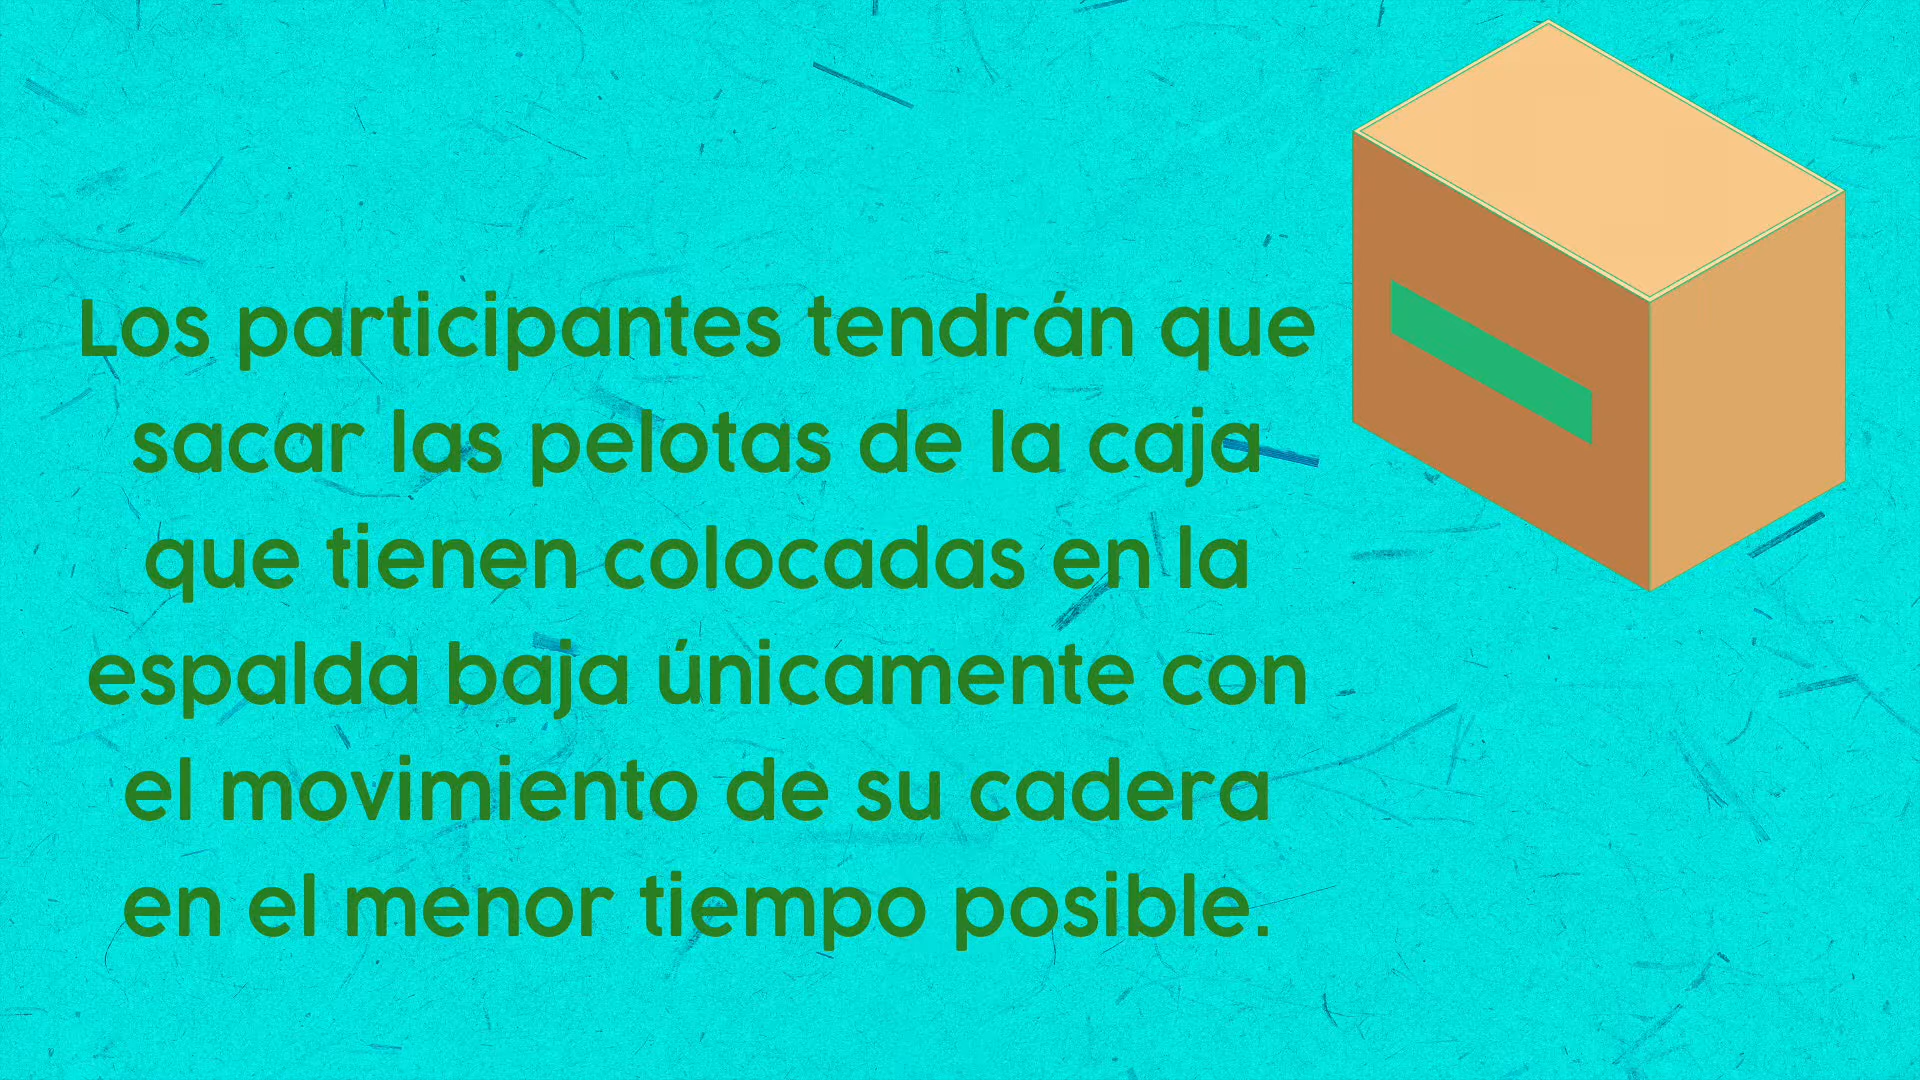 Los participantes tendrán que
sacar las pelotas de la caja
que tienen colocadas en la
espalda baja únicamente con
el movimiento de su cadera
en el menor tiempo posible.